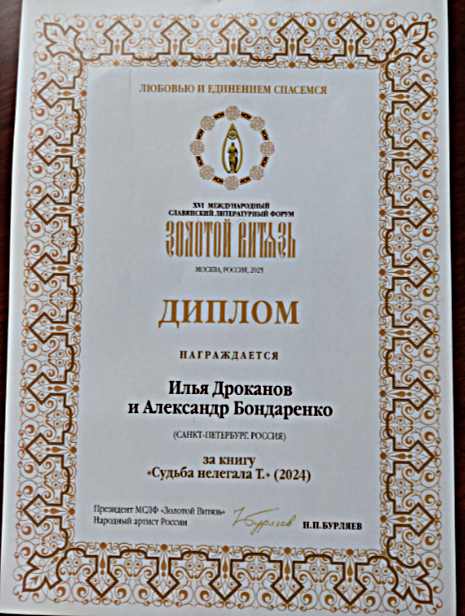 ЛЮБОВЬЮ И ЕДИНЕНИЕМ СПАСЕМСЯ
XVI МЕЖДУНАРОДНЫЙ
СЛАВЯНСКИЙ ЛИТЕРАТУРНЫЙ ФОРУМ
ЗОЛОТОЙ ВИТЯЗЬ
МОСКВА, РОССИЯ, 2025
ДИПЛОМ
НАГРАЖДАЕТСЯ
Илья Дроканов
и Александр Бондаренко
(САНКТ-ПЕТЕРБУРГ, РОССИЯ)
за книгу
«Судьба нелегала Т.» (2024)
Президент МСЛФ «Золотой Витязь»
Народный артист России
Н.П. БУРЛЯЕВ